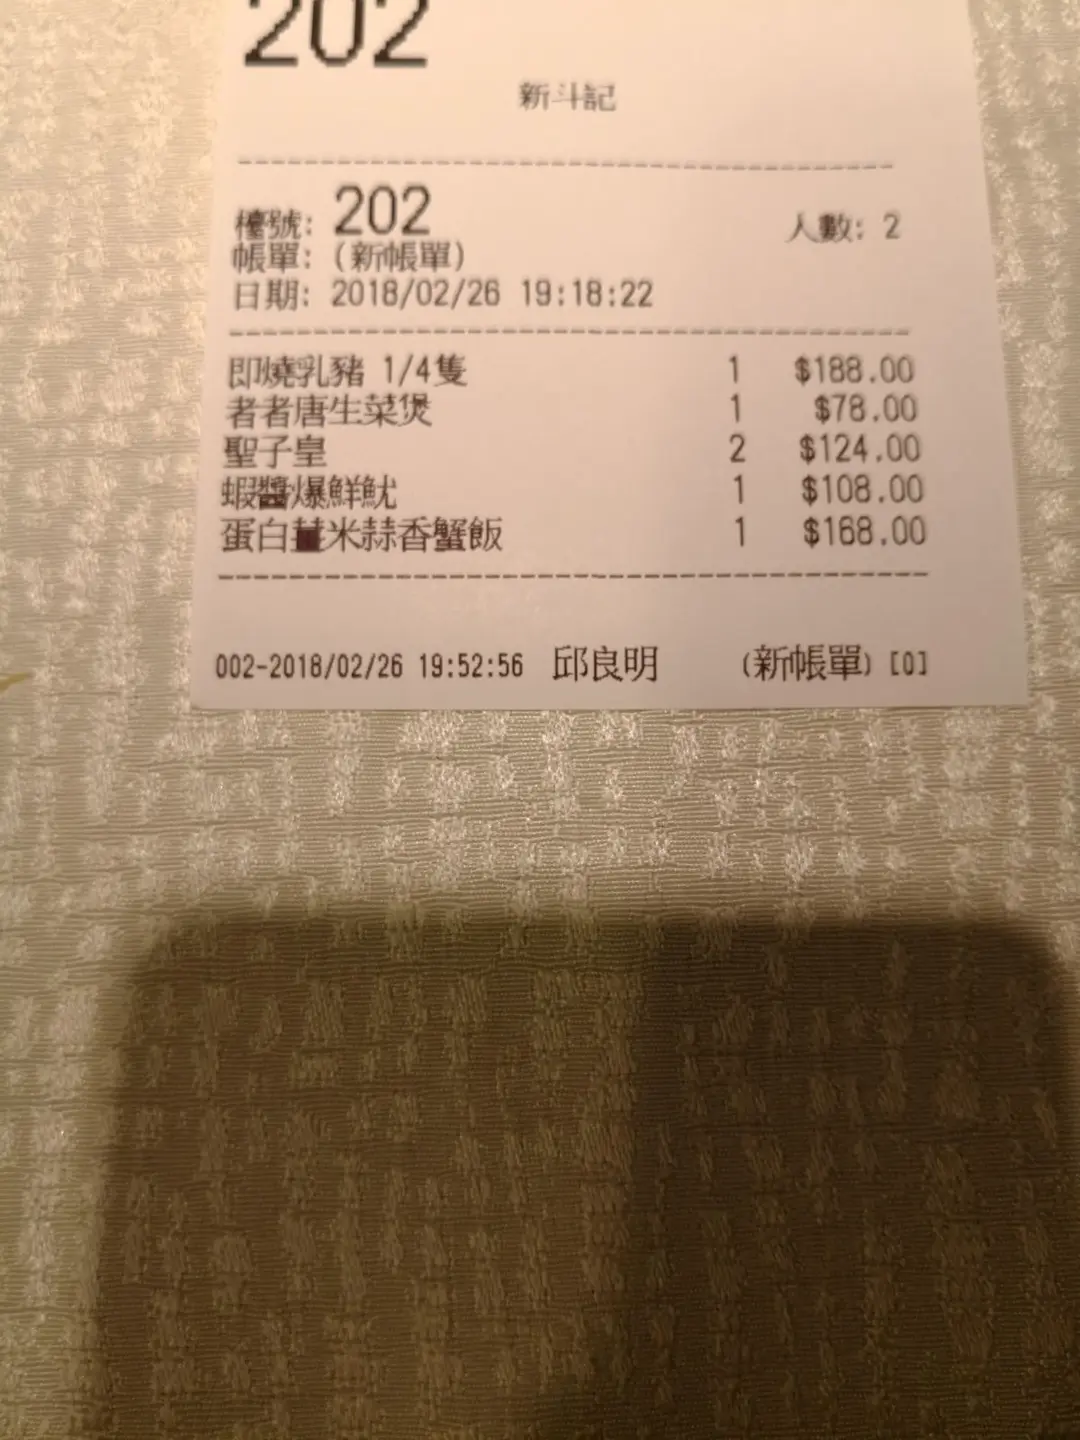 202
新斗記
檯號: 202 人數: 2
帳單: (新帳單)
日期: 2018/02/26 19:18:22
即燒乳豬 1/4隻 1 $188.00
者者唐生菜煲 1 $78.00
聖子皇 2 $124.00
蝦醬爆鮮魷 1 $108.00
蛋白薑米蒜香蟹飯 1 $168.00
002-2018/02/26 19:52:56 邱良明 (新帳單) [0]